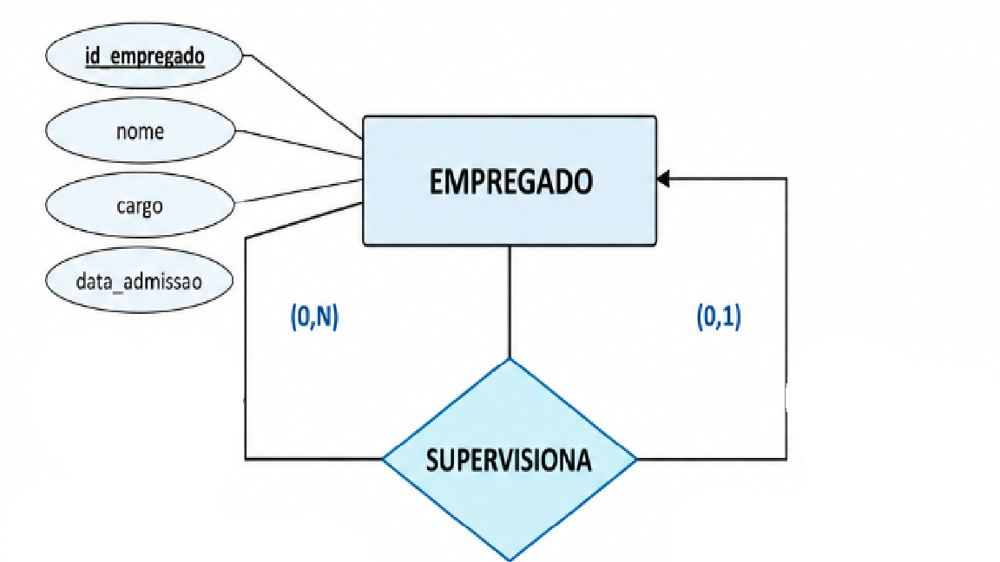 id_empregado
nome
cargo
data_admissao
EMPREGADO
(0,N)
(0,1)
SUPERVISIONA